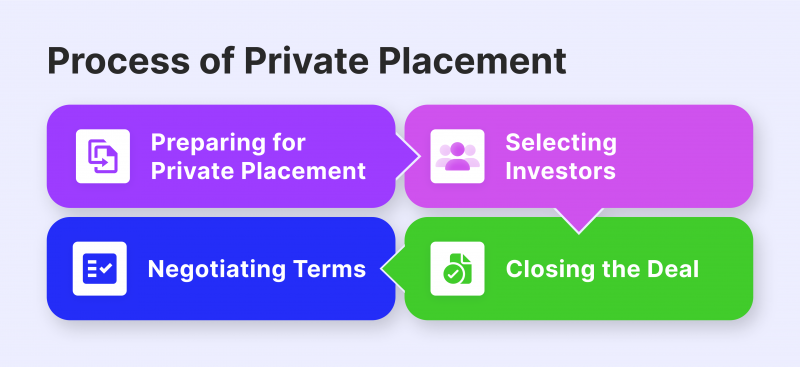 Process of Private Placement
Preparing for
Private Placement
Selecting
Investors
Negotiating Terms
Closing the Deal